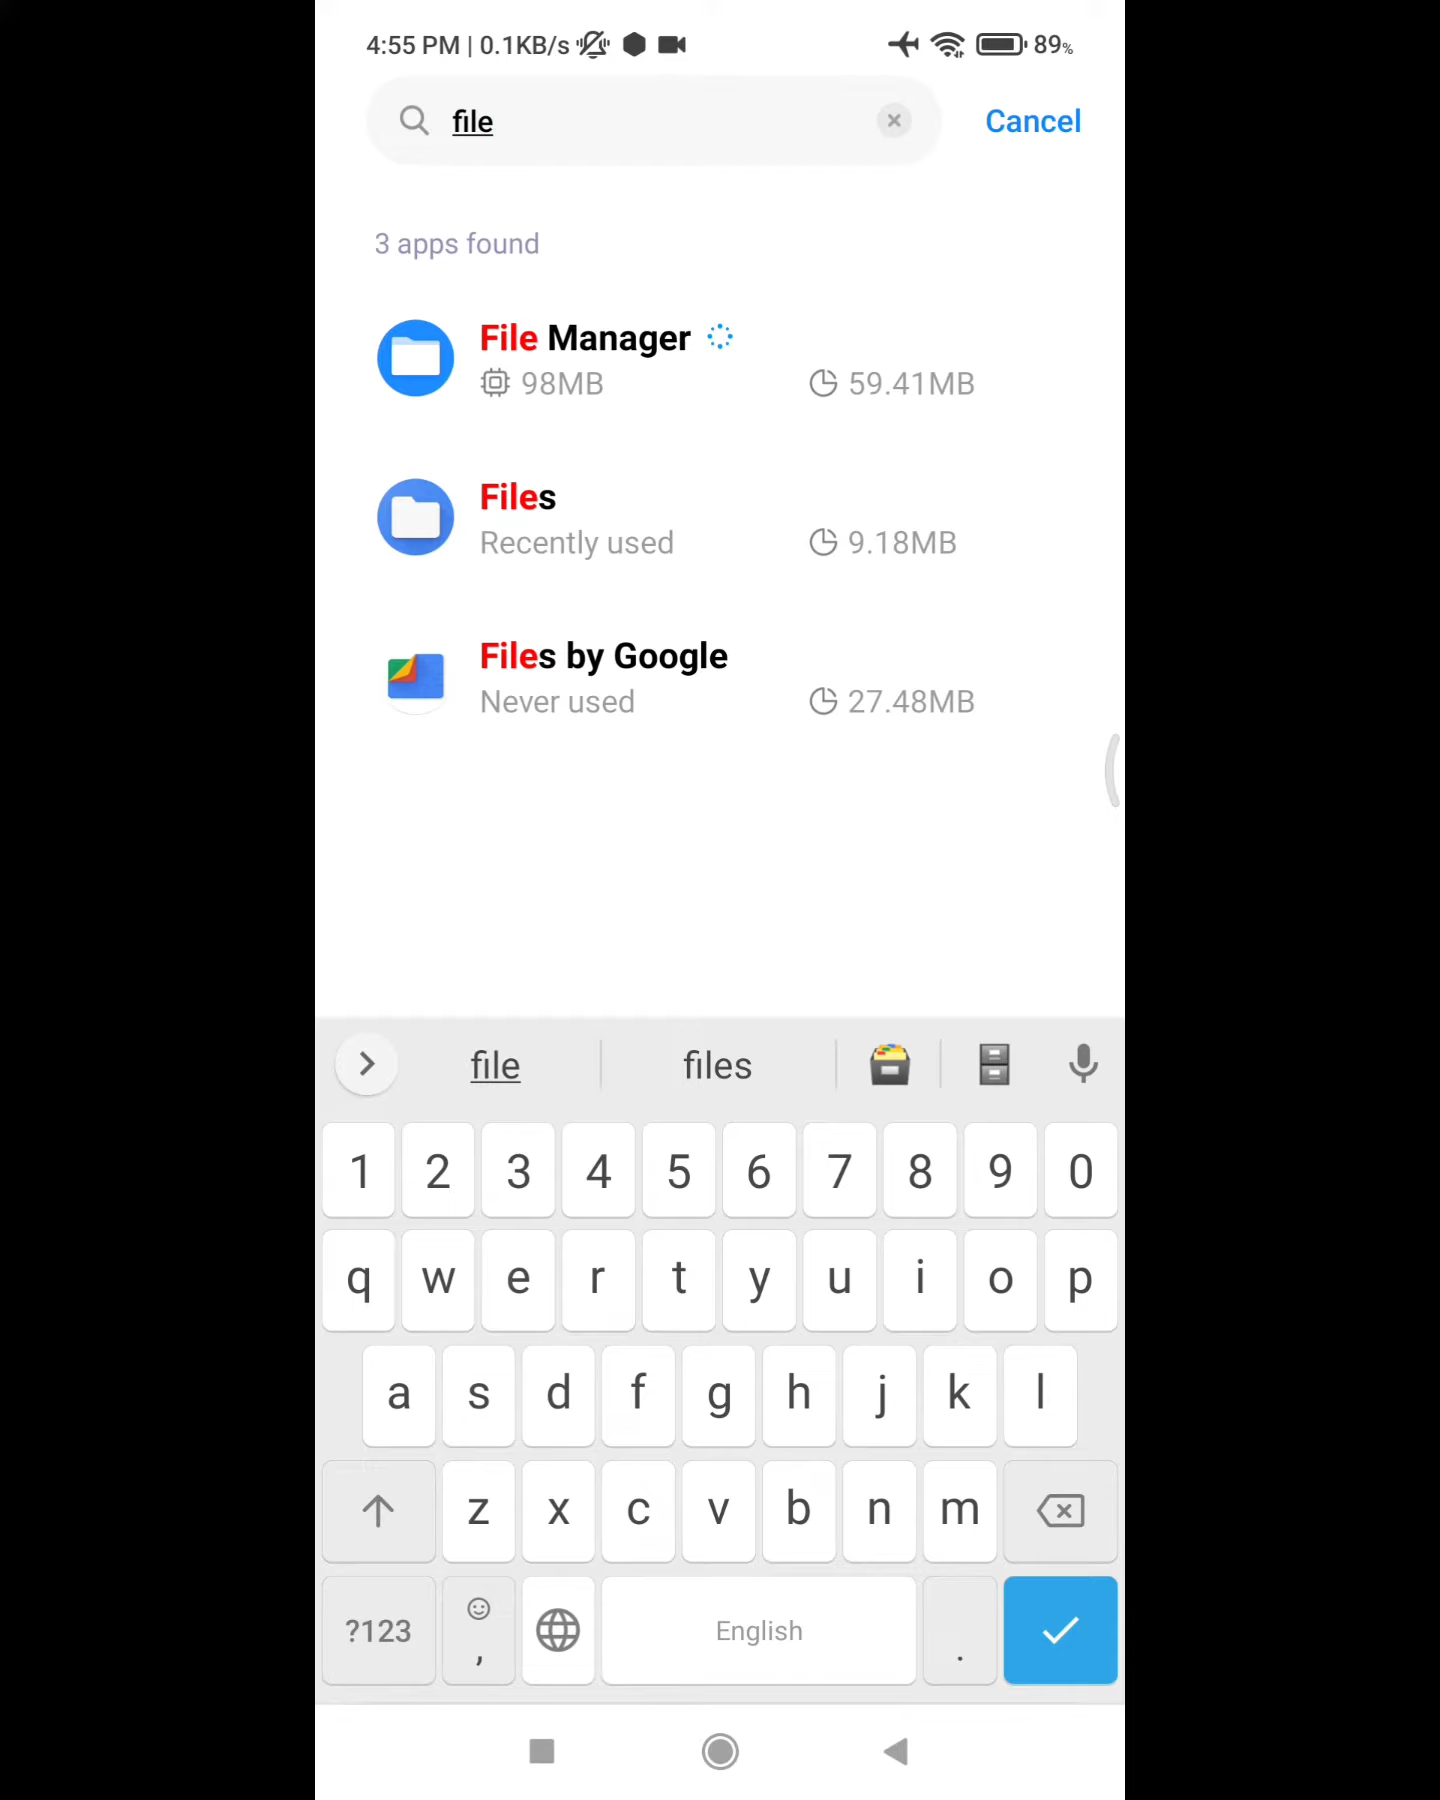 4:55 PM | 0.1KB/s 89%
file Cancel
3 apps found
File Manager
98MB 59.41MB
Files
Recently used 9.18MB
Files by Google
Never used 27.48MB
file files
1 2 3 4 5 6 7 8 9 0
q w e r t y u i o p
a s d f g h j k l
z x c v b n m
?123 , English .